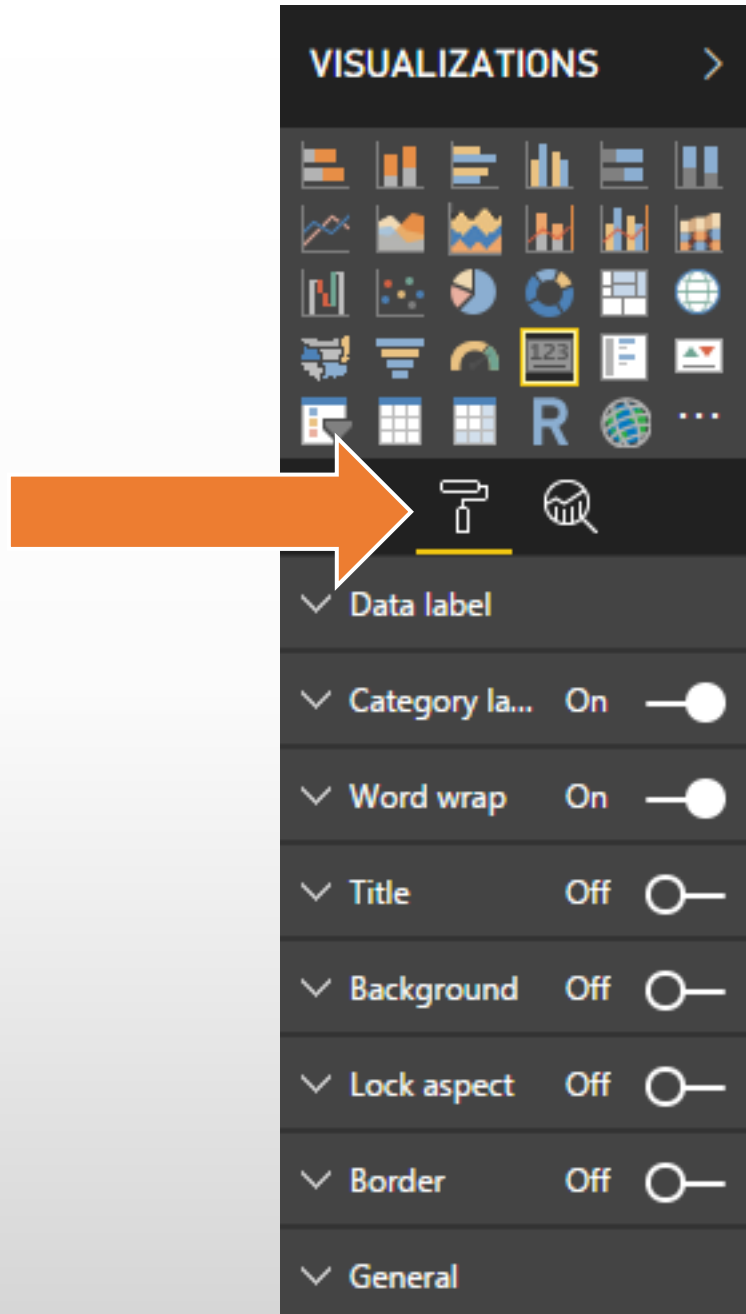 VISUALIZATIONS
123
R
Data label
Category la... On
Word wrap On
Title Off
Background Off
Lock aspect Off
Border Off
General